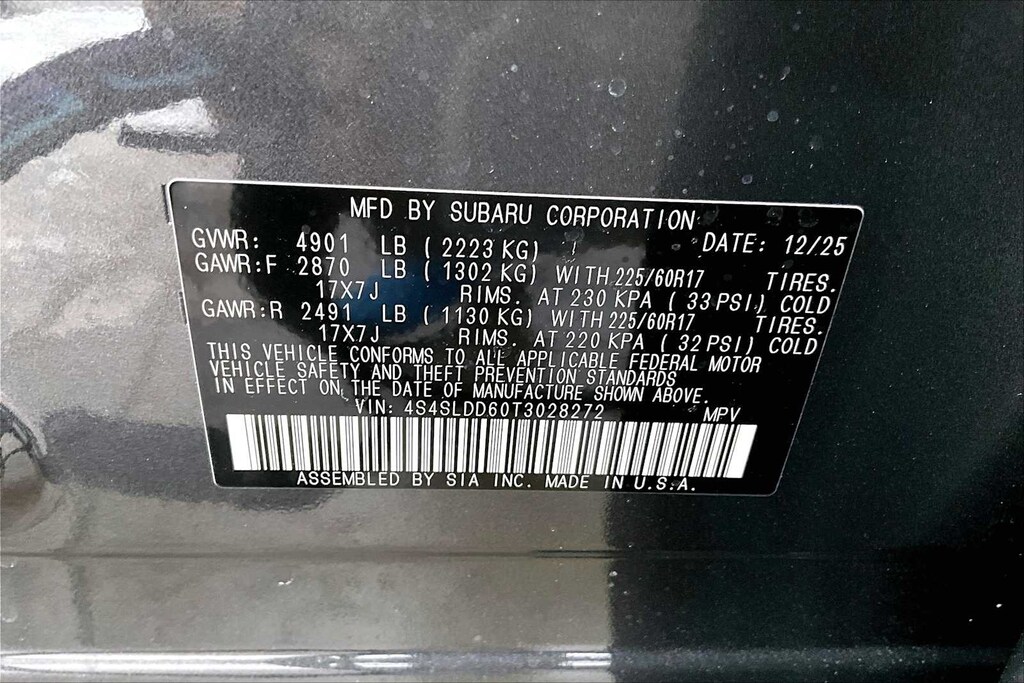 MFD BY SUBARU CORPORATION
GVWR: 4901 LB ( 2223 KG) DATE: 12/25
GAWR:F 2870 LB ( 1302 KG) WITH 225/60R17 TIRES.
17X7J RIMS. AT 230 KPA ( 33 PSI) COLD
GAWR:R 2491 LB ( 1130 KG) WITH 225/60R17 TIRES.
17X7J RIMS. AT 220 KPA ( 32 PSI) COLD
THIS VEHICLE CONFORMS TO ALL APPLICABLE FEDERAL MOTOR
VEHICLE SAFETY AND THEFT PREVENTION STANDARDS
IN EFFECT ON THE DATE OF MANUFACTURE SHOWN ABOVE.
VIN: 4S4SLDD60T3028272 MPV
ASSEMBLED BY SIA INC. MADE IN U.S.A.